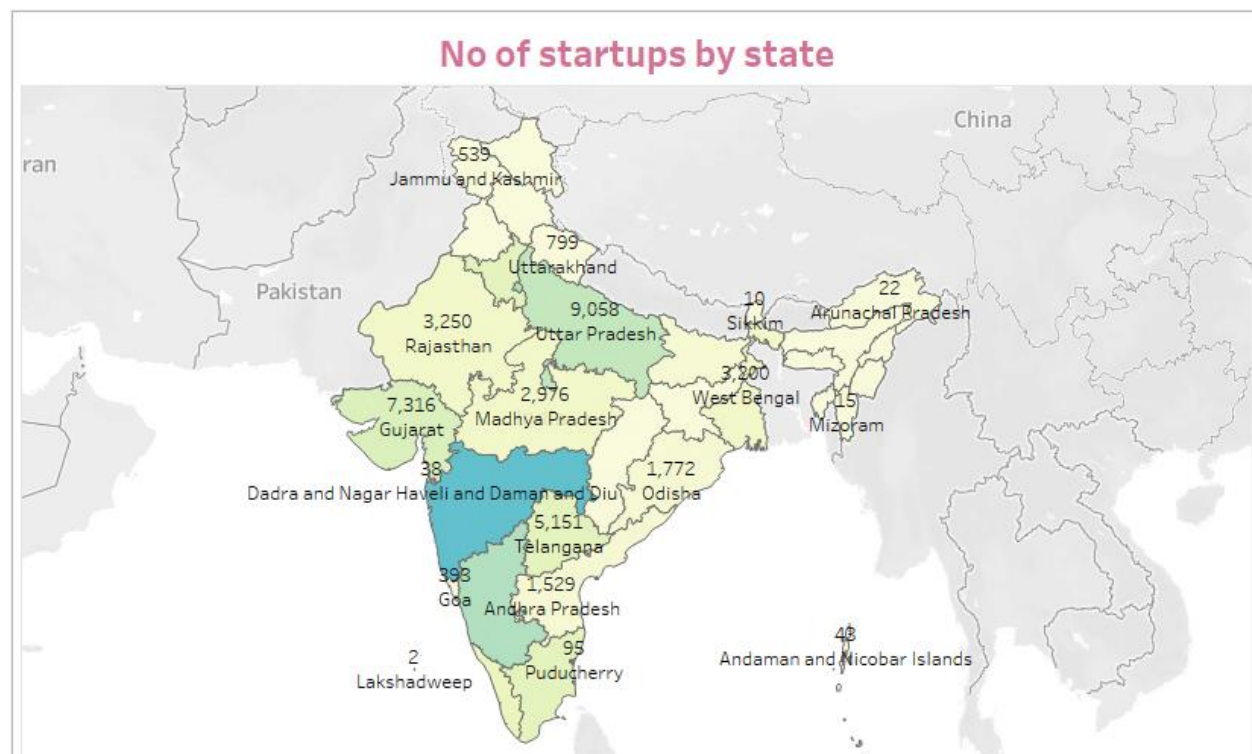 No of startups by state
China
ran
539
Jammu and Kashmir
799
Uttarakhand
Pakistan
9,058
Uttar Pradesh
10
Sikkim
22
Arunachal Pradesh
3,250
Rajasthan
3,200
West Bengal
2,976
Madhya Pradesh
15
Mizoram
7,316
Gujarat
38
Dadra and Nagar Haveli and Daman and Diu
1,772
Odisha
5,151
Telangana
393
Goa
1,529
Andhra Pradesh
2
Lakshadweep
95
Puducherry
43
Andaman and Nicobar Islands